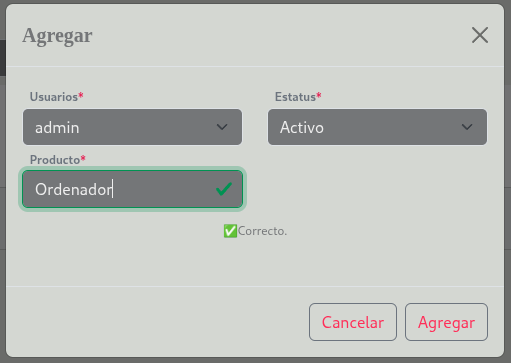 Agregar
Usuarios* Estatus*
admin Activo
Producto*
Ordenador
✅Correcto.
Cancelar Agregar